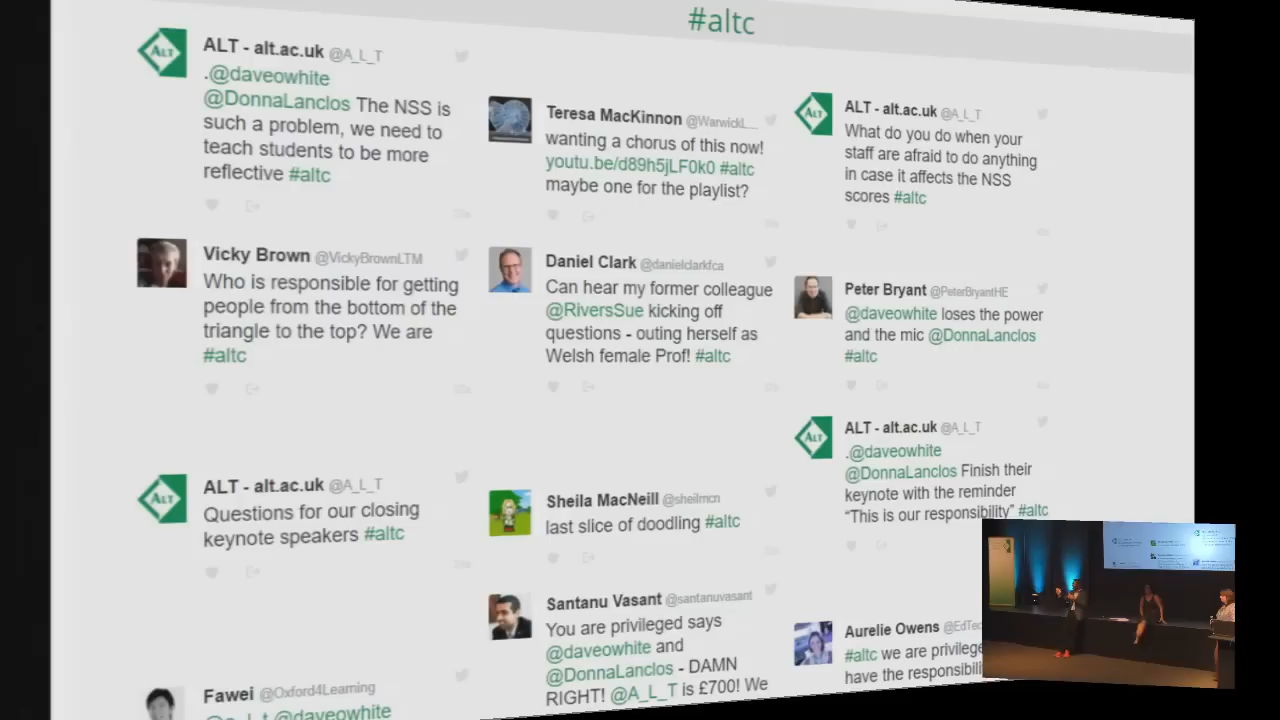 #altc
ALT - alt.ac.uk @A_L_T
.@daveowhite
@DonnaLanclos The NSS is
such a problem, we need to
teach students to be more
reflective #altc
Vicky Brown @VickyBrownLTM
Who is responsible for getting
people from the bottom of the
triangle to the top? We are
#altc
ALT - alt.ac.uk @A_L_T
Questions for our closing
keynote speakers #altc
Fawei @Oxford4Learning
@a_l_t @daveowhite
Teresa MacKinnon @WarwickL...
wanting a chorus of this now!
youtu.be/d89h5jLF0k0 #altc
maybe one for the playlist?
Daniel Clark @danielclarkfca
Can hear my former colleague
@RiversSue kicking off
questions - outing herself as
Welsh female Prof! #altc
Sheila MacNeill @sheilmcn
last slice of doodling #altc
Santanu Vasant @santanuvasant
You are privileged says
@daveowhite and
@DonnaLanclos - DAMN
RIGHT! @A_L_T is £700! We
ALT - alt.ac.uk @A_L_T
What do you do when your
staff are afraid to do anything
in case it affects the NSS
scores #altc
Peter Bryant @PeterBryantHE
@daveowhite loses the power
and the mic @DonnaLanclos
#altc
ALT - alt.ac.uk @A_L_T
.@daveowhite
@DonnaLanclos Finish their
keynote with the reminder
“This is our responsibility” #altc
Aurelie Owens @EdTec
#altc we are privilege
have the responsibili
ALT
ALT
ALT
ALT